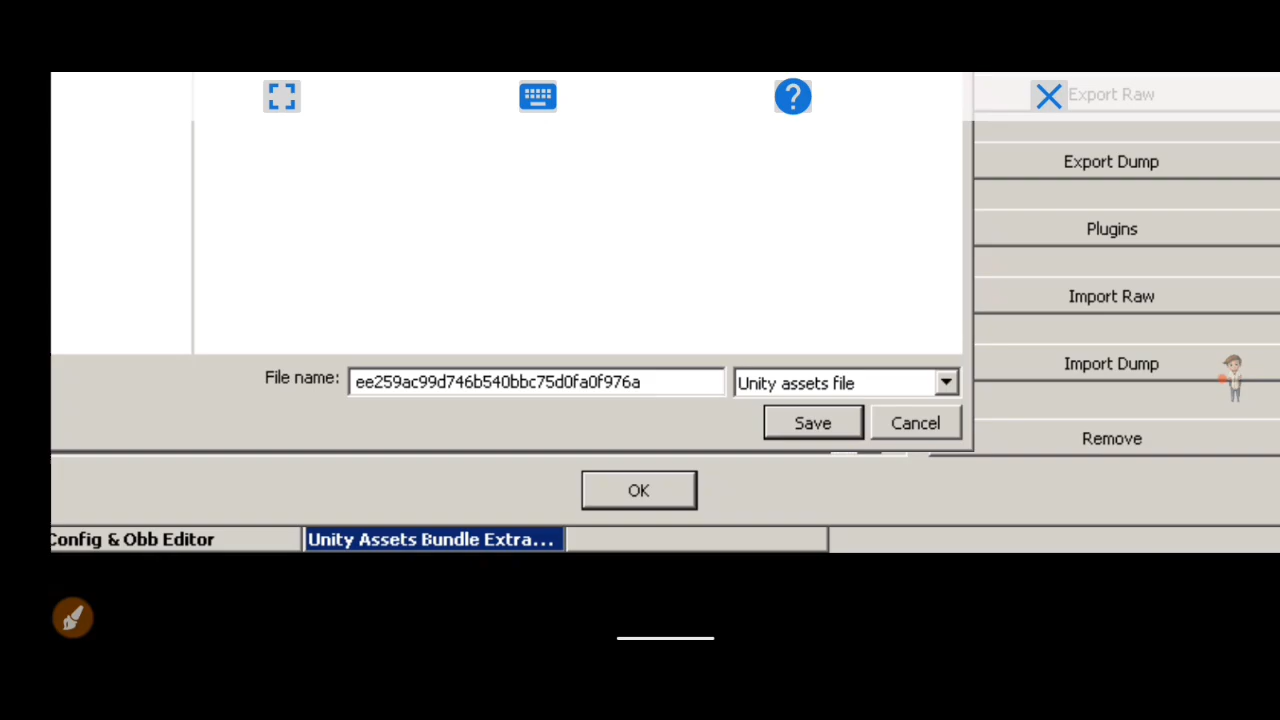 Export Raw
Export Dump
Plugins
Import Raw
File name: ee259ac99d746b540bbc75d0fa0f976a Unity assets file
Import Dump
Save Cancel
Remove
OK
Config & Obb Editor Unity Assets Bundle Extra...